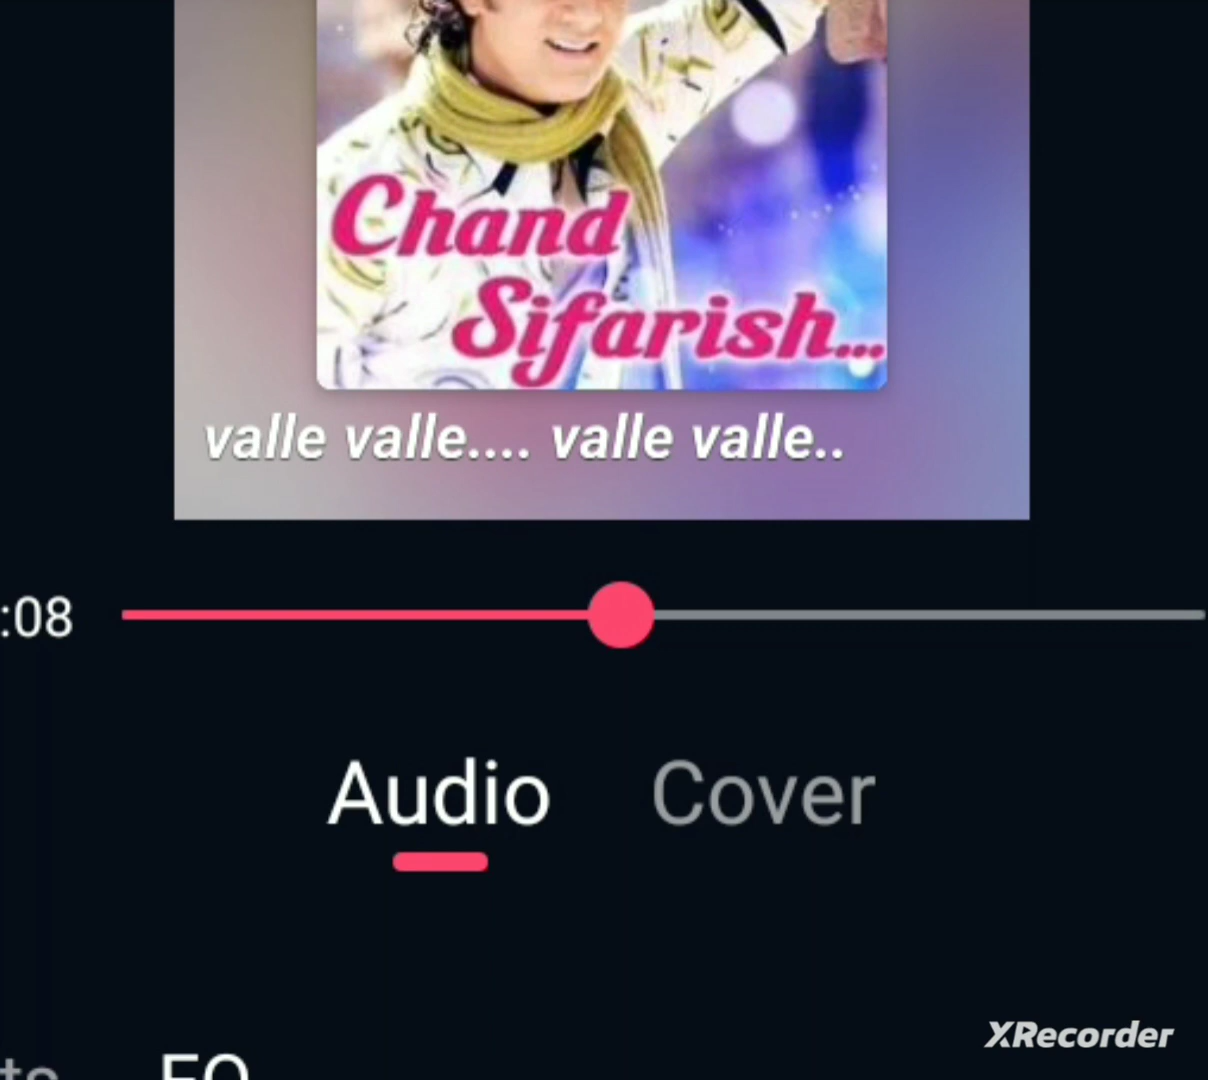 Chand
Sifarish...
valle valle.... valle valle..
:08
Audio Cover
XRecorder